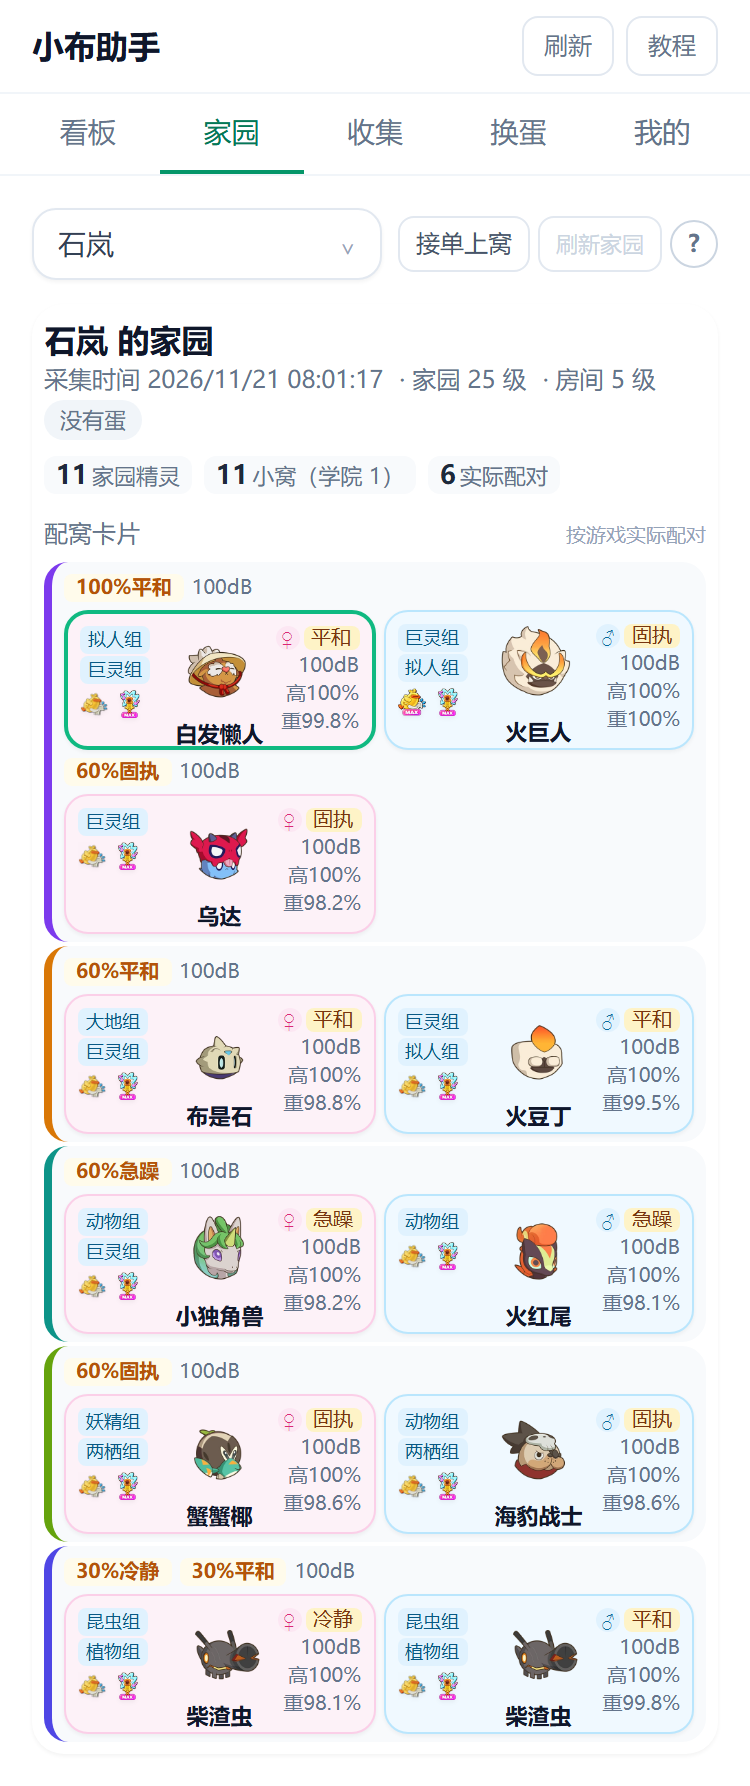 小布助手
刷新
教程
看板
家园
收集
换蛋
我的
石岚
接单上窝
刷新家园
?
石岚 的家园
采集时间 2026/11/21 08:01:17 · 家园 25 级 · 房间 5 级
没有蛋
11 家园精灵
11 小窝（学院 1）
6 实际配对
配窝卡片
按游戏实际配对
100%平和 100dB
拟人组
巨灵组
MAX
白发懒人
♀ 平和
100dB
高100%
重99.8%
巨灵组
拟人组
MAX
MAX
火巨人
♂ 固执
100dB
高100%
重100%
60%固执 100dB
巨灵组
MAX
乌达
♀ 固执
100dB
高100%
重98.2%
60%平和 100dB
大地组
巨灵组
MAX
布是石
♀ 平和
100dB
高100%
重98.8%
巨灵组
拟人组
MAX
火豆丁
♂ 平和
100dB
高100%
重99.5%
60%急躁 100dB
动物组
巨灵组
MAX
小独角兽
♀ 急躁
100dB
高100%
重98.2%
动物组
MAX
火红尾
♂ 急躁
100dB
高100%
重98.1%
60%固执 100dB
妖精组
两栖组
MAX
蟹蟹椰
♀ 固执
100dB
高100%
重98.6%
动物组
两栖组
MAX
海豹战士
♂ 固执
100dB
高100%
重98.6%
30%冷静 30%平和 100dB
昆虫组
植物组
MAX
柴渣虫
♀ 冷静
100dB
高100%
重98.1%
昆虫组
植物组
MAX
柴渣虫
♂ 平和
100dB
高100%
重99.8%